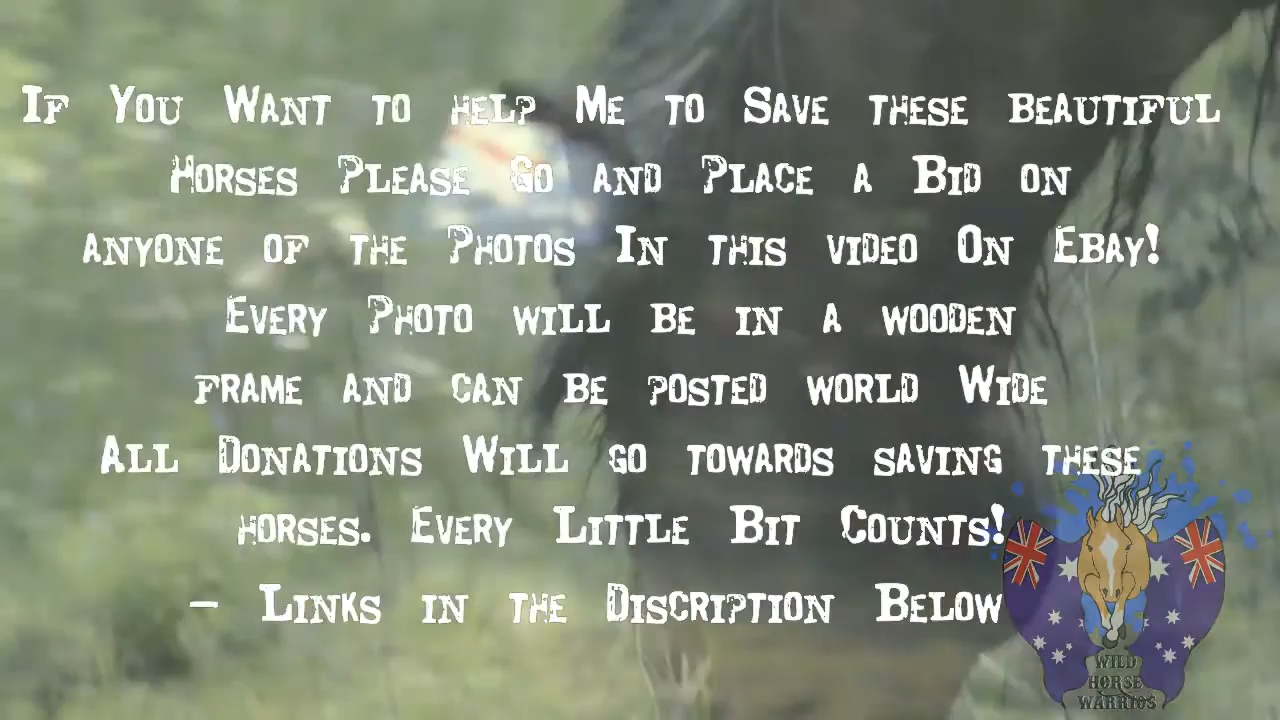 If You Want to help Me to Save these beautiful
Horses Please Go and Place a Bid on
anyone of the Photos In this video On Ebay!
Every Photo will be in a wooden
frame and can be posted world Wide
All Donations Will go towards saving these
horses. Every Little Bit Counts!
- Links in the Discription Below
WILD
HORSE
WARRIOS